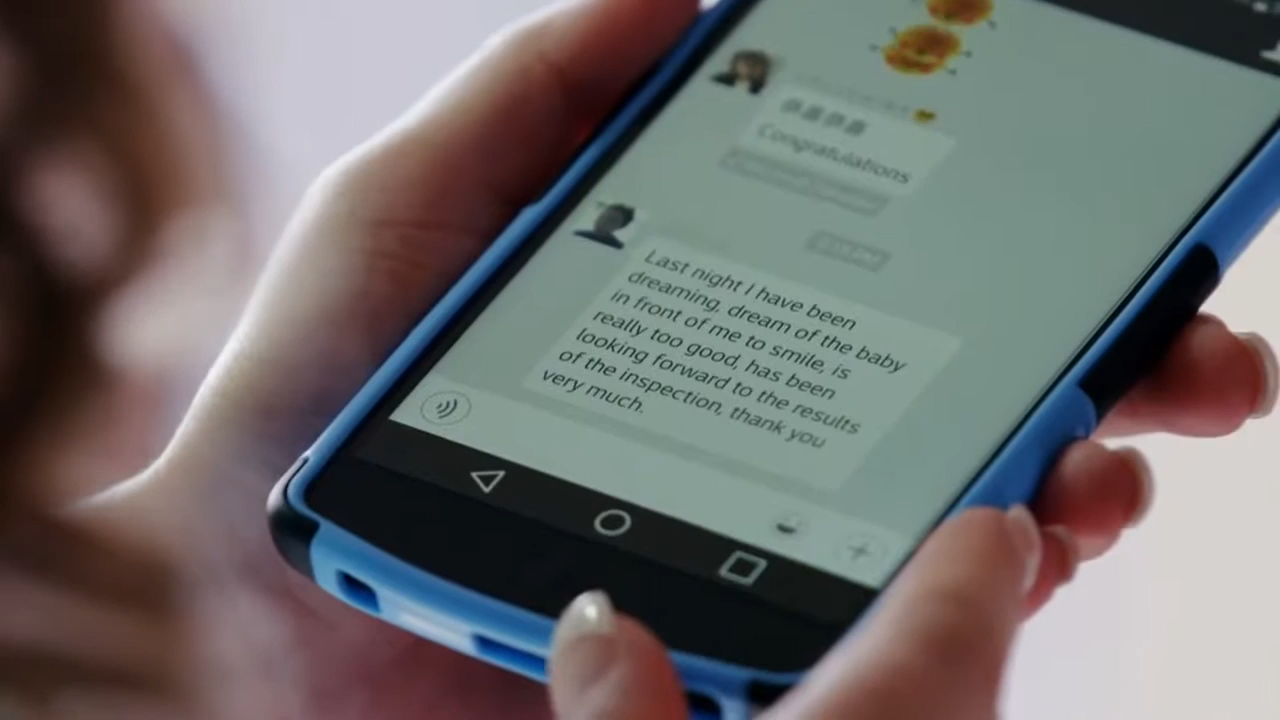 Congratulations
Last night I have been
dreaming, dream of the baby
in front of me to smile, is
really too good, has been
looking forward to the results
of the inspection, thank you
very much.